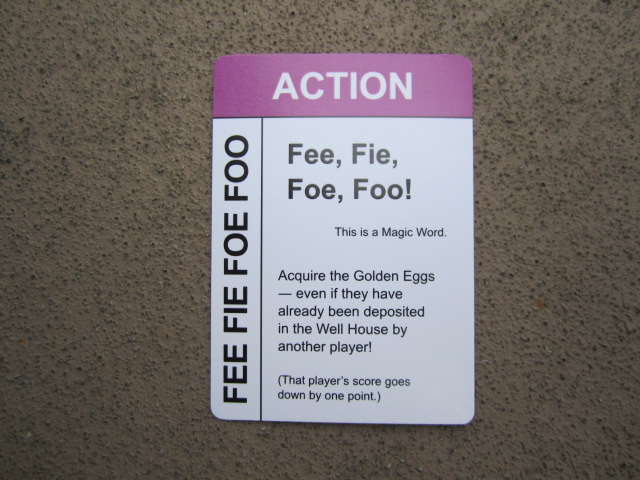 ACTION
FEE FIE FOE FOO
Fee, Fie,
Foe, Foo!
This is a Magic Word.
Acquire the Golden Eggs
— even if they have
already been deposited
in the Well House by
another player!
(That player's score goes
down by one point.)